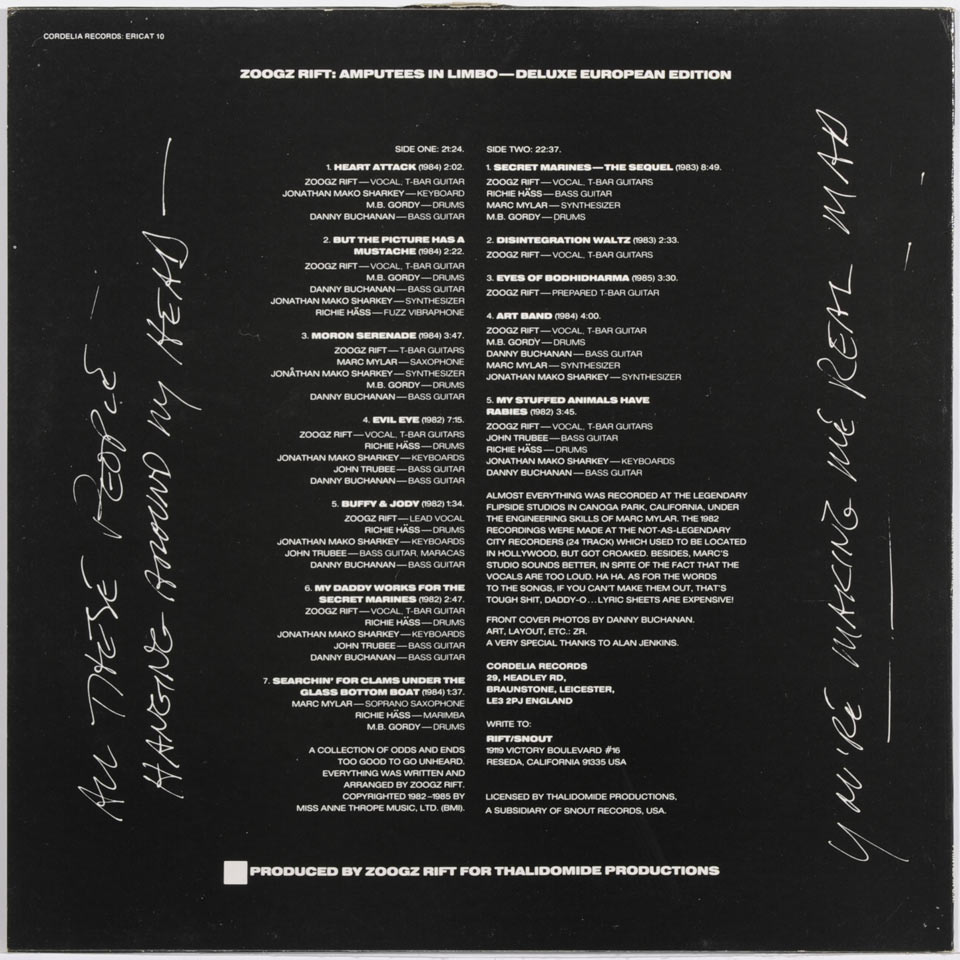 CORDELIA RECORDS: ERICAT 10
ZOOGZ RIFT: AMPUTEES IN LIMBO—DELUXE EUROPEAN EDITION
SIDE ONE: 21:24.
1. HEART ATTACK (1984) 2:02.
ZOOGZ RIFT—VOCAL, T-BAR GUITAR
JONATHAN MAKO SHARKEY—KEYBOARD
M.B. GORDY—DRUMS
DANNY BUCHANAN—BASS GUITAR
2. BUT THE PICTURE HAS A
MUSTACHE (1984) 2:22.
ZOOGZ RIFT—VOCAL, T-BAR GUITAR
M.B. GORDY—DRUMS
DANNY BUCHANAN—BASS GUITAR
JONATHAN MAKO SHARKEY—SYNTHESIZER
RICHIE HÄSS—FUZZ VIBRAPHONE
3. MORON SERENADE (1984) 3:47.
ZOOGZ RIFT—T-BAR GUITARS
MARC MYLAR—SAXOPHONE
JONATHAN MAKO SHARKEY—SYNTHESIZER
M.B. GORDY—DRUMS
DANNY BUCHANAN—BASS GUITAR
4. EVIL EYE (1982) 7:15.
ZOOGZ RIFT—VOCAL, T-BAR GUITARS
RICHIE HÄSS—DRUMS
JONATHAN MAKO SHARKEY—KEYBOARDS
JOHN TRUBEE—BASS GUITAR
DANNY BUCHANAN—BASS GUITAR
5. BUFFY & JODY (1982) 1:34.
ZOOGZ RIFT—LEAD VOCAL
RICHIE HÄSS—DRUMS
JONATHAN MAKO SHARKEY—KEYBOARDS
JOHN TRUBEE—BASS GUITAR, MARACAS
DANNY BUCHANAN—BASS GUITAR
6. MY DADDY WORKS FOR THE
SECRET MARINES (1982) 2:47.
ZOOGZ RIFT—VOCAL, T-BAR GUITAR
RICHIE HÄSS—DRUMS
JONATHAN MAKO SHARKEY—KEYBOARDS
JOHN TRUBEE—BASS GUITAR
DANNY BUCHANAN—BASS GUITAR
7. SEARCHIN' FOR CLAMS UNDER THE
GLASS BOTTOM BOAT (1984) 1:37.
MARC MYLAR—SOPRANO SAXOPHONE
RICHIE HÄSS—MARIMBA
M.B. GORDY—DRUMS
A COLLECTION OF ODDS AND ENDS
TOO GOOD TO GO UNHEARD.
EVERYTHING WAS WRITTEN AND
ARRANGED BY ZOOGZ RIFT.
COPYRIGHTED 1982-1985 BY
MISS ANNE THROPE MUSIC, LTD. (BMI).
SIDE TWO: 22:37.
1. SECRET MARINES—THE SEQUEL (1983) 8:49.
ZOOGZ RIFT—VOCAL, T-BAR GUITARS
RICHIE HÄSS—BASS GUITAR
MARC MYLAR—SYNTHESIZER
M.B. GORDY—DRUMS
2. DISINTEGRATION WALTZ (1983) 2:33.
ZOOGZ RIFT—VOCAL, T-BAR GUITARS
3. EYES OF BODHIDHARMA (1985) 3:30.
ZOOGZ RIFT—PREPARED T-BAR GUITAR
4. ART BAND (1984) 4:00.
ZOOGZ RIFT—VOCAL, T-BAR GUITAR
M.B. GORDY—DRUMS
DANNY BUCHANAN—BASS GUITAR
MARC MYLAR—SYNTHESIZER
JONATHAN MAKO SHARKEY—SYNTHESIZER
5. MY STUFFED ANIMALS HAVE
RABIES (1982) 3:45.
ZOOGZ RIFT—VOCAL, T-BAR GUITARS
JOHN TRUBEE—BASS GUITAR
RICHIE HÄSS—DRUMS
JONATHAN MAKO SHARKEY—KEYBOARDS
DANNY BUCHANAN—BASS GUITAR
ALMOST EVERYTHING WAS RECORDED AT THE LEGENDARY
FLIPSIDE STUDIOS IN CANOGA PARK, CALIFORNIA, UNDER
THE ENGINEERING SKILLS OF MARC MYLAR. THE 1982
RECORDINGS WERE MADE AT THE NOT-AS-LEGENDARY
CITY RECORDERS (24 TRACK) WHICH USED TO BE LOCATED
IN HOLLYWOOD, BUT GOT CROAKED. BESIDES, MARC'S
STUDIO SOUNDS BETTER, IN SPITE OF THE FACT THAT THE
VOCALS ARE TOO LOUD. HA HA. AS FOR THE WORDS
TO THE SONGS, IF YOU CAN'T MAKE THEM OUT, THAT'S
TOUGH SHIT, DADDY-O...LYRIC SHEETS ARE EXPENSIVE!
FRONT COVER PHOTOS BY DANNY BUCHANAN.
ART, LAYOUT, ETC.: ZR.
A VERY SPECIAL THANKS TO ALAN JENKINS.
CORDELIA RECORDS
29, HEADLEY RD,
BRAUNSTONE, LEICESTER,
LE3 2PJ ENGLAND
WRITE TO:
RIFT/SNOUT
19119 VICTORY BOULEVARD #16
RESEDA, CALIFORNIA 91335 USA
LICENSED BY THALIDOMIDE PRODUCTIONS,
A SUBSIDIARY OF SNOUT RECORDS, USA.
PRODUCED BY ZOOGZ RIFT FOR THALIDOMIDE PRODUCTIONS
ALL THESE PEOPLE—
HANGING AROUND MY HEAD—
YOU'RE MAKING ME REAL MAD